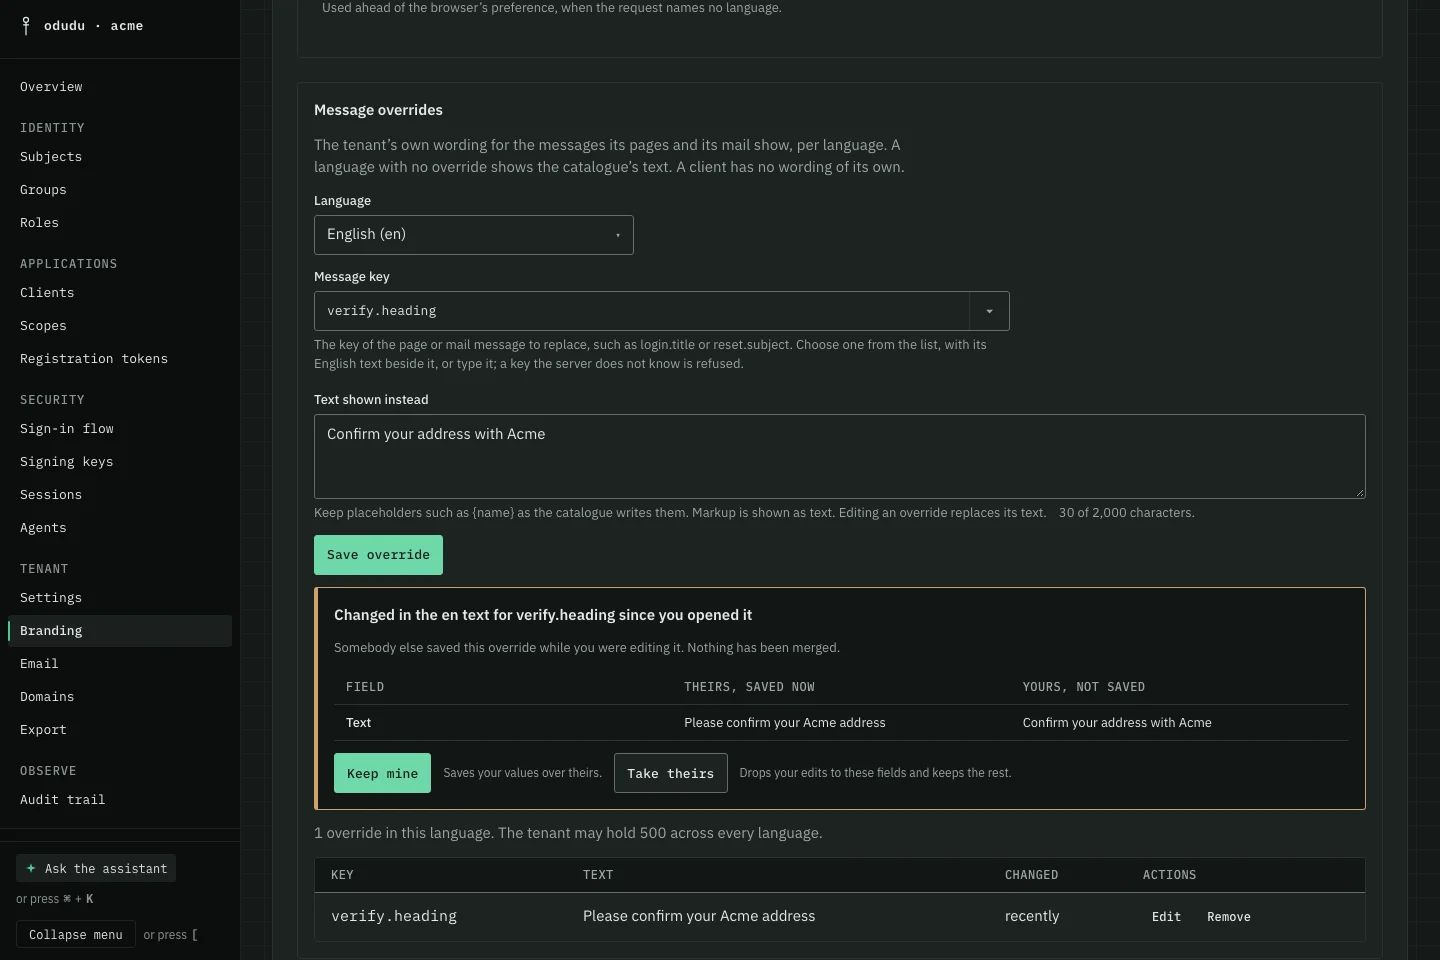 odudu · acme
Overview
IDENTITY
Subjects
Groups
Roles
APPLICATIONS
Clients
Scopes
Registration tokens
SECURITY
Sign-in flow
Signing keys
Sessions
Agents
TENANT
Settings
Branding
Email
Domains
Export
OBSERVE
Audit trail
Ask the assistant
or press ⌘ + K
Collapse menu or press [
Used ahead of the browser’s preference, when the request names no language.
Message overrides
The tenant’s own wording for the messages its pages and its mail show, per language. A
language with no override shows the catalogue’s text. A client has no wording of its own.
Language
English (en)
Message key
verify.heading
The key of the page or mail message to replace, such as login.title or reset.subject. Choose one from the list, with its
English text beside it, or type it; a key the server does not know is refused.
Text shown instead
Confirm your address with Acme
Keep placeholders such as {name} as the catalogue writes them. Markup is shown as text. Editing an override replaces its text. 30 of 2,000 characters.
Save override
Changed in the en text for verify.heading since you opened it
Somebody else saved this override while you were editing it. Nothing has been merged.
FIELD THEIRS, SAVED NOW YOURS, NOT SAVED
Text Please confirm your Acme address Confirm your address with Acme
Keep mine Saves your values over theirs. Take theirs Drops your edits to these fields and keeps the rest.
1 override in this language. The tenant may hold 500 across every language.
KEY TEXT CHANGED ACTIONS
verify.heading Please confirm your Acme address recently Edit Remove